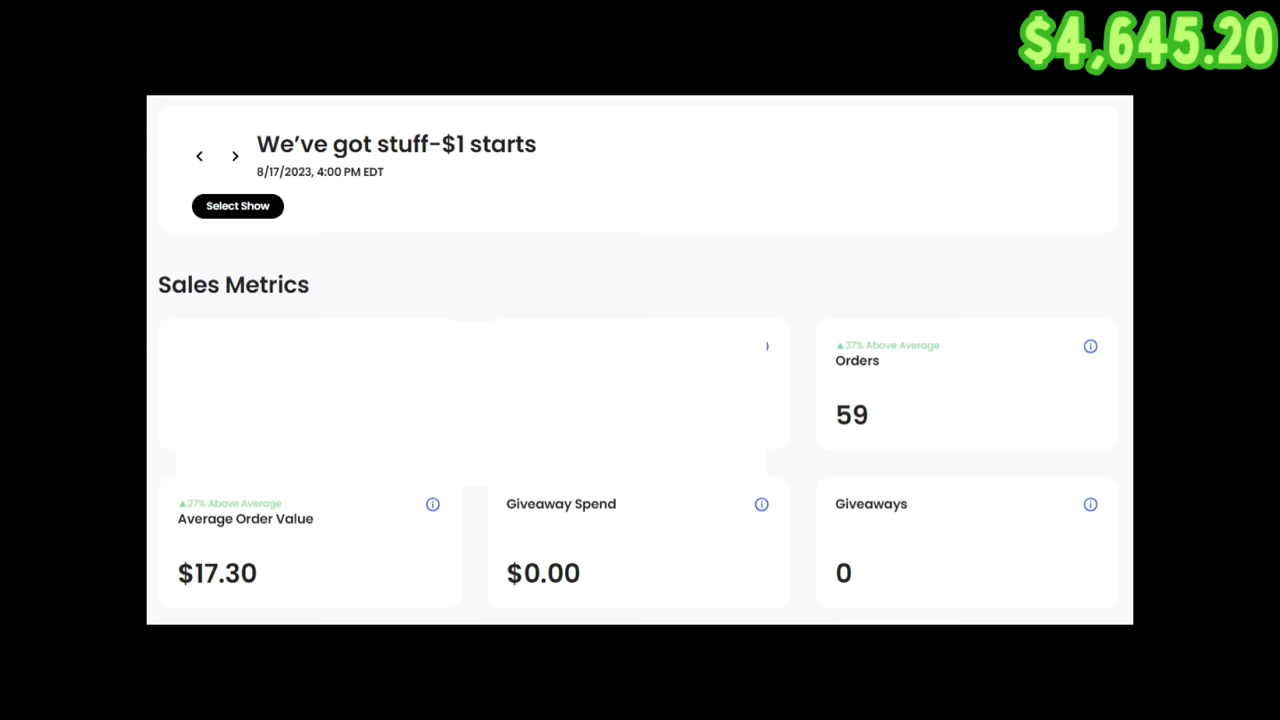 $4,645.20
We’ve got stuff-$1 starts
8/17/2023, 4:00 PM EDT
Select Show
Sales Metrics
▲37% Above Average
Orders
59
▲27% Above Average
Average Order Value
$17.30
Giveaway Spend
$0.00
Giveaways
0